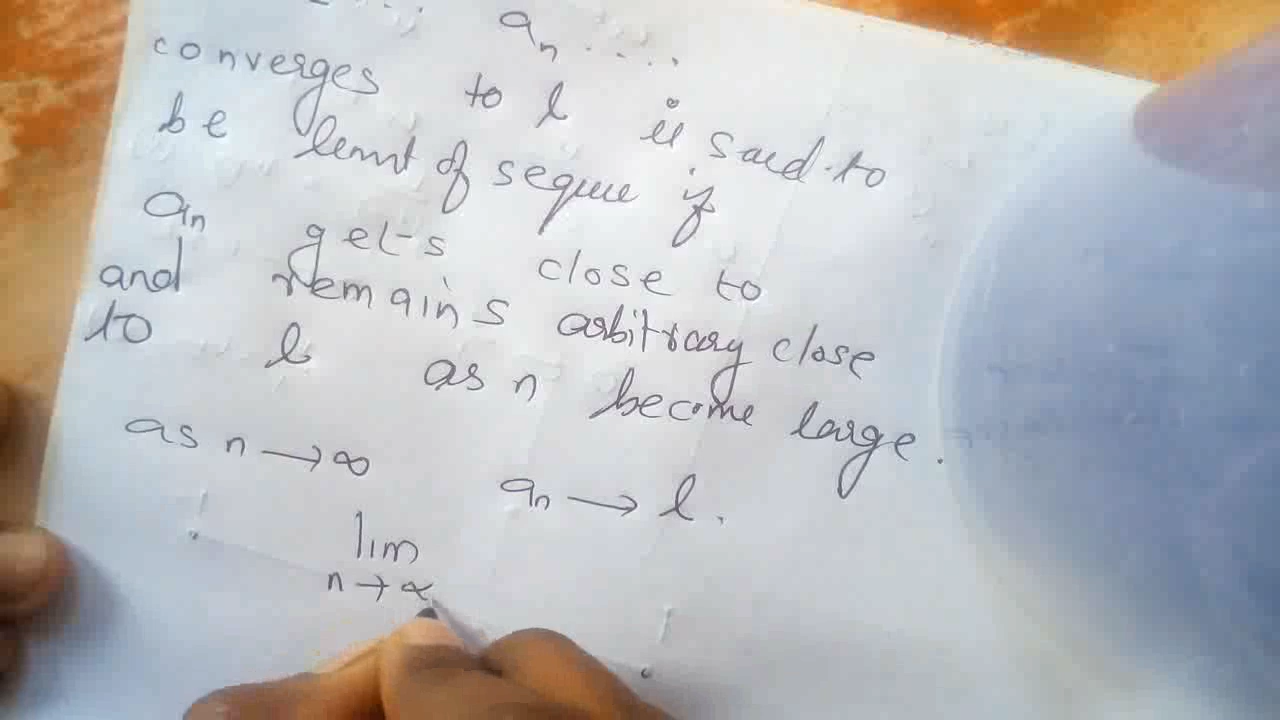 aₙ ....
converges to l is said to
be limit of seque if
aₙ gets close to
and remains arbitrary close
to l as n become large.
as n → ∞
aₙ → l.
lim
n → ∞